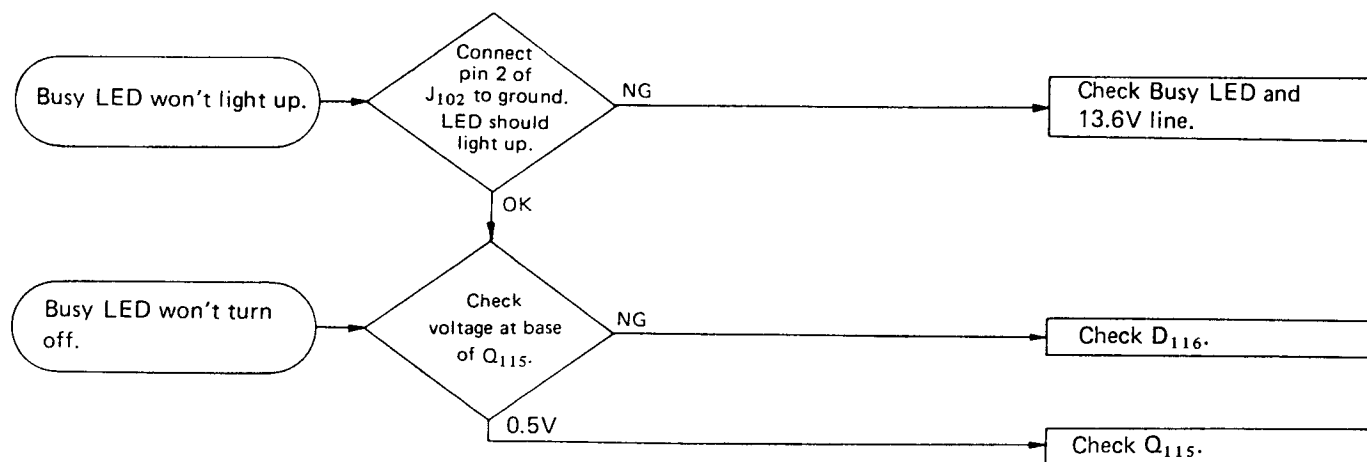 Busy LED won't light up.
Connect
pin 2 of
J102 to ground.
LED should
light up.
NG
Check Busy LED and
13.6V line.
OK
Busy LED won't turn
off.
Check
voltage at base
of Q115.
NG
Check D116.
0.5V
Check Q115.